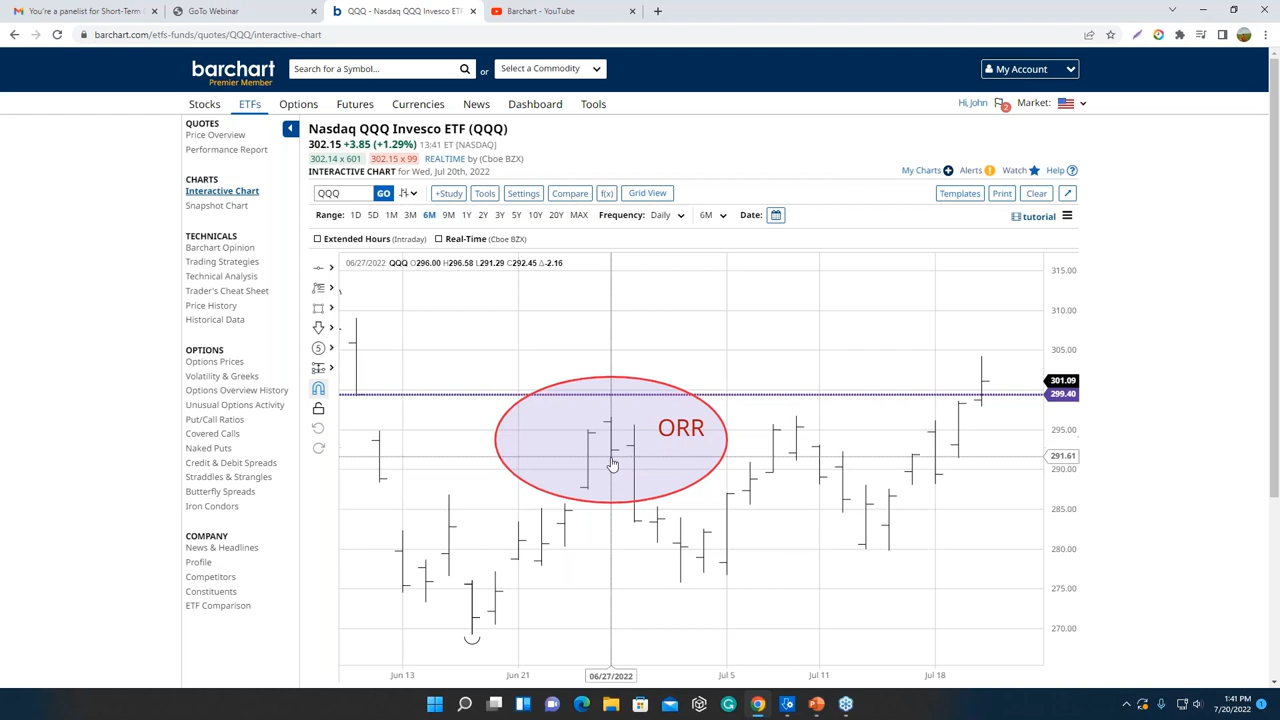 You're a panelist for Short-Term
GoTo Webinar
QQQ - Nasdaq QQQ Invesco ETF
Barchart - YouTube
barchart.com/etfs-funds/quotes/QQQ/interactive-chart
barchart
Premier Member
Search for a Symbol...
or
Select a Commodity
My Account
Stocks ETFs Options Futures Currencies News Dashboard Tools
Hi, John
2
Market:
QUOTES
Price Overview
Performance Report
CHARTS
Interactive Chart
Snapshot Chart
TECHNICALS
Barchart Opinion
Trading Strategies
Technical Analysis
Trader's Cheat Sheet
Price History
Historical Data
OPTIONS
Options Prices
Volatility & Greeks
Options Overview History
Unusual Options Activity
Put/Call Ratios
Covered Calls
Naked Puts
Credit & Debit Spreads
Straddles & Strangles
Butterfly Spreads
Iron Condors
COMPANY
News & Headlines
Profile
Competitors
Constituents
ETF Comparison
Nasdaq QQQ Invesco ETF (QQQ)
302.15 +3.85 (+1.29%) 13:41 ET [NASDAQ]
302.14 x 601 302.15 x 99 REALTIME by (Cboe BZX)
INTERACTIVE CHART for Wed, Jul 20th, 2022
My Charts Alerts Watch Help
QQQ GO +Study Tools Settings Compare f(x) Grid View
Templates Print Clear
Range: 1D 5D 1M 3M 6M 9M 1Y 2Y 3Y 5Y 10Y 20Y MAX Frequency: Daily 6M Date:
tutorial
Extended Hours (Intraday) Real-Time (Cboe BZX)
06/27/2022 QQQ O296.00 H296.58 L291.29 C292.45 Δ-2.16
S
ORR
315.00
310.00
305.00
301.09
299.40
295.00
291.61
290.00
285.00
280.00
275.00
270.00
Jun 13 Jun 21 06/27/2022 Jul 5 Jul 11 Jul 18
1:41 PM
7/20/2022